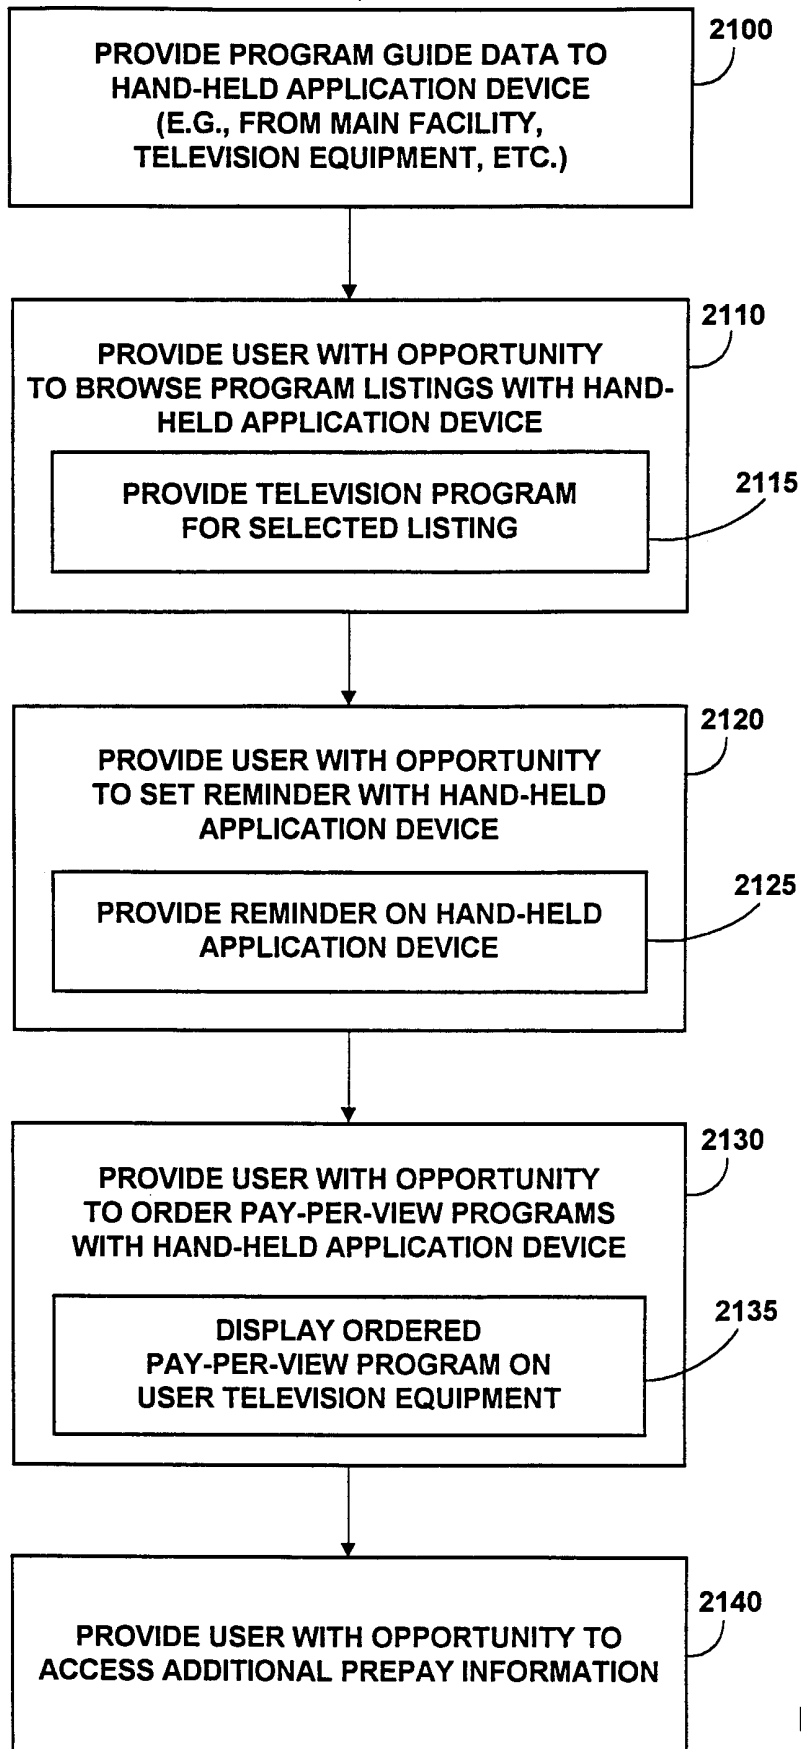 2100
PROVIDE PROGRAM GUIDE DATA TO
HAND-HELD APPLICATION DEVICE
(E.G., FROM MAIN FACILITY,
TELEVISION EQUIPMENT, ETC.)
2110
PROVIDE USER WITH OPPORTUNITY
TO BROWSE PROGRAM LISTINGS WITH HAND-
HELD APPLICATION DEVICE
2115
PROVIDE TELEVISION PROGRAM
FOR SELECTED LISTING
2120
PROVIDE USER WITH OPPORTUNITY
TO SET REMINDER WITH HAND-HELD
APPLICATION DEVICE
2125
PROVIDE REMINDER ON HAND-HELD
APPLICATION DEVICE
2130
PROVIDE USER WITH OPPORTUNITY
TO ORDER PAY-PER-VIEW PROGRAMS
WITH HAND-HELD APPLICATION DEVICE
2135
DISPLAY ORDERED
PAY-PER-VIEW PROGRAM ON
USER TELEVISION EQUIPMENT
2140
PROVIDE USER WITH OPPORTUNITY TO
ACCESS ADDITIONAL PREPAY INFORMATION